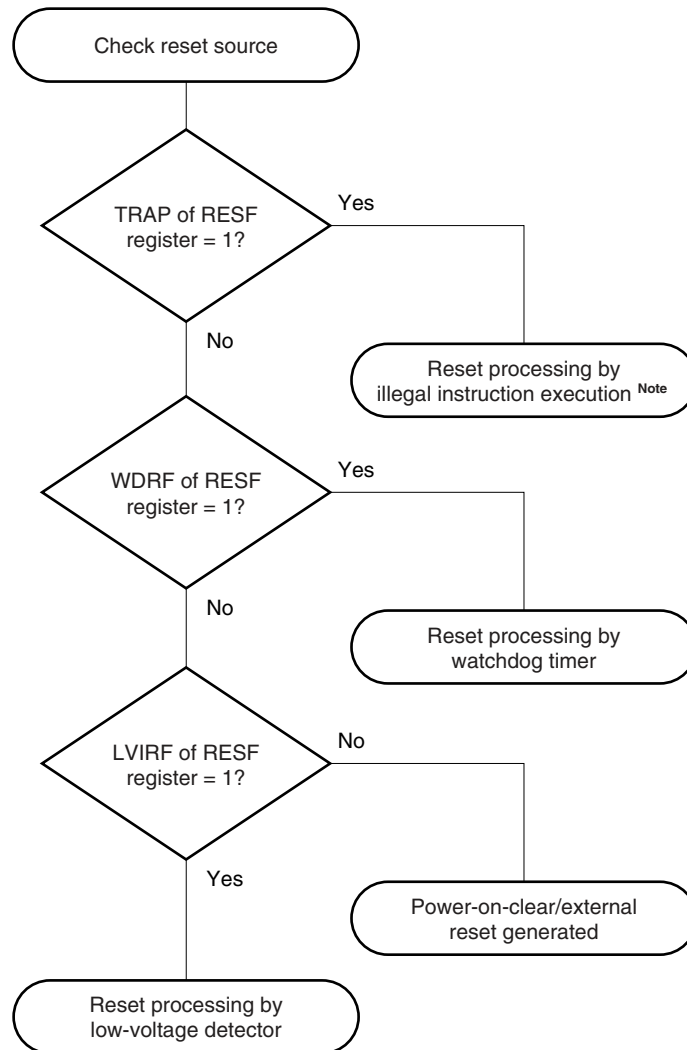 Check reset source
TRAP of RESF
register = 1?
Yes
No
Reset processing by
illegal instruction execution Note
WDRF of RESF
register = 1?
Yes
No
Reset processing by
watchdog timer
LVIRF of RESF
register = 1?
No
Yes
Power-on-clear/external
reset generated
Reset processing by
low-voltage detector